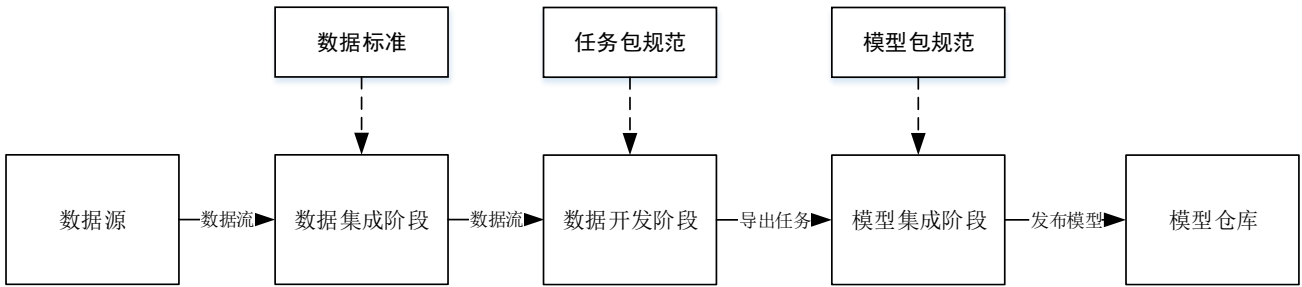 数据标准
任务包规范
模型包规范
数据源
数据流
数据集成阶段
数据流
数据开发阶段
导出任务
模型集成阶段
发布模型
模型仓库